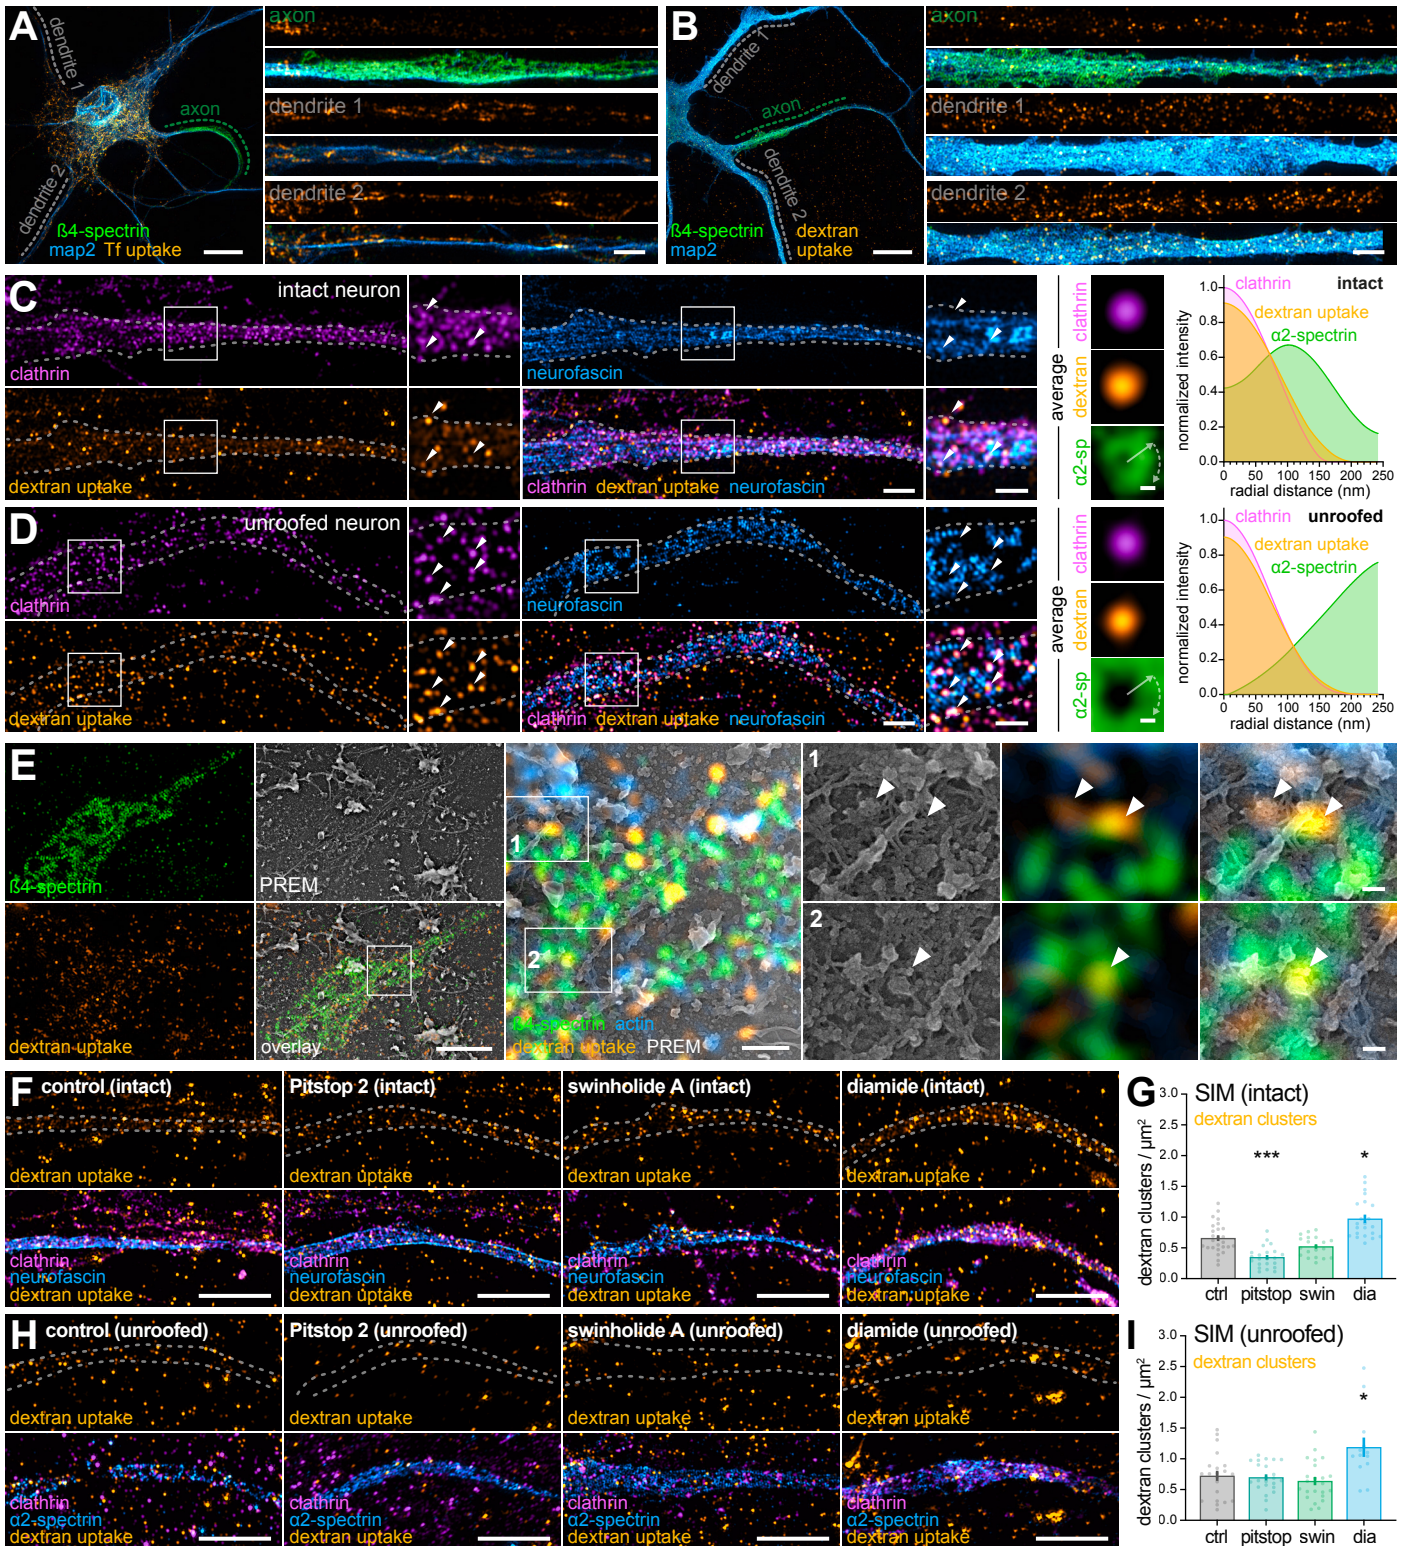 A
dendrite 1
axon
dendrite 2
ß4-spectrin
map2 Tf uptake
axon
dendrite 1
dendrite 2
B
dendrite 1
axon
dendrite 2
ß4-spectrin
map2
dextran
uptake
axon
dendrite 1
dendrite 2
C
intact neuron
clathrin
neurofascin
dextran uptake
clathrin dextran uptake neurofascin
average
clathrin
dextran
α2-sp
clathrin
intact
dextran uptake
α2-spectrin
normalized intensity
1.0
0.8
0.6
0.4
0.2
0.0
0 50 100 150 200 250
radial distance (nm)
D
unroofed neuron
clathrin
neurofascin
dextran uptake
clathrin dextran uptake neurofascin
average
clathrin
dextran
α2-sp
clathrin
unroofed
dextran uptake
α2-spectrin
normalized intensity
1.0
0.8
0.6
0.4
0.2
0.0
0 50 100 150 200 250
radial distance (nm)
E
ß4-spectrin
PREM
dextran uptake
overlay
1
2
ß4-spectrin actin
dextran uptake PREM
1
2
F
control (intact)
Pitstop 2 (intact)
swinholide A (intact)
diamide (intact)
dextran uptake
dextran uptake
dextran uptake
dextran uptake
clathrin
neurofascin
dextran uptake
clathrin
neurofascin
dextran uptake
clathrin
neurofascin
dextran uptake
clathrin
neurofascin
dextran uptake
G
SIM (intact)
dextran clusters
dextran clusters / µm²
3.0
2.5
2.0
1.5
1.0
0.5
0.0
***
*
ctrl pitstop swin dia
H
control (unroofed)
Pitstop 2 (unroofed)
swinholide A (unroofed)
diamide (unroofed)
dextran uptake
dextran uptake
dextran uptake
dextran uptake
clathrin
α2-spectrin
dextran uptake
clathrin
α2-spectrin
dextran uptake
clathrin
α2-spectrin
dextran uptake
clathrin
α2-spectrin
dextran uptake
I
SIM (unroofed)
dextran clusters
dextran clusters / µm²
3.0
2.5
2.0
1.5
1.0
0.5
0.0
*
ctrl pitstop swin dia